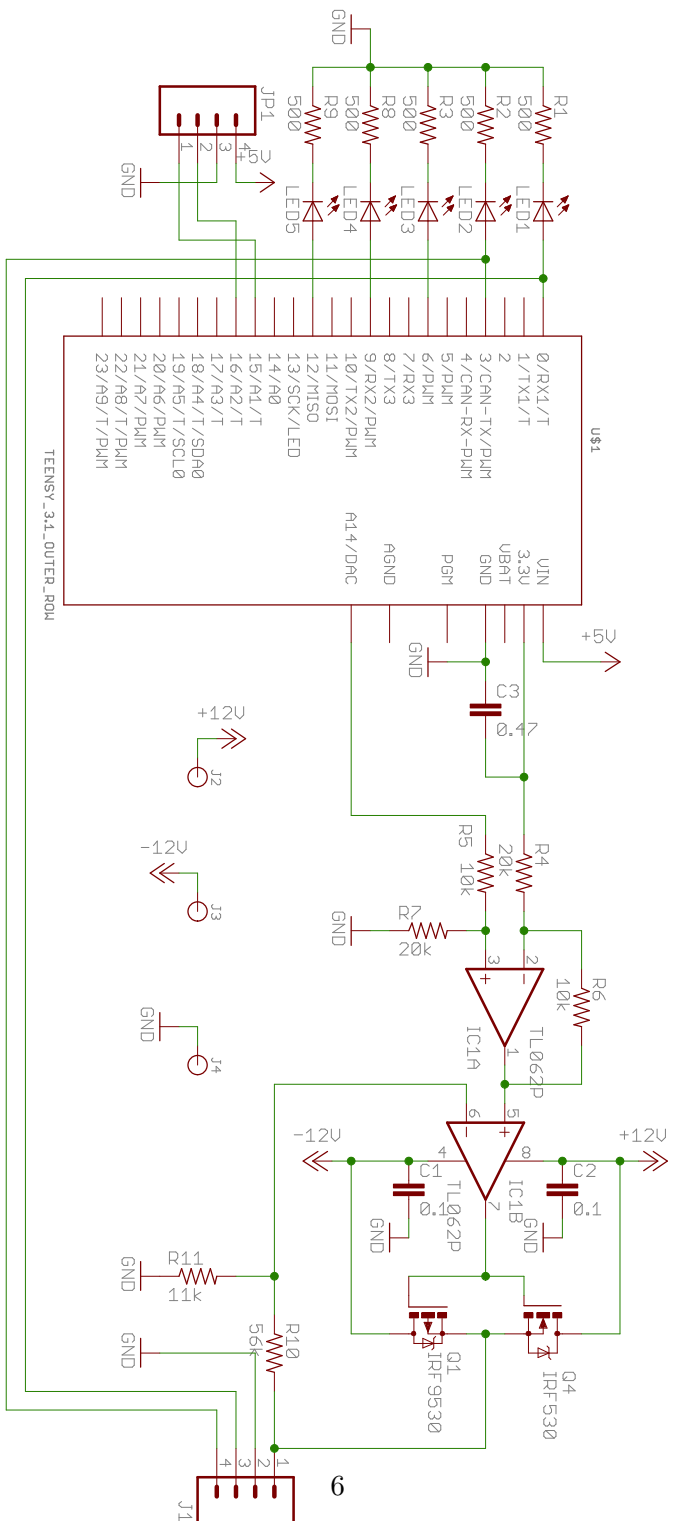 GND
R1
500
R2
500
R3
500
R8
500
R9
500
JP1
1
2
3
4
+5V
GND
LED1
LED2
LED3
LED4
LED5
U$1
0/RX1/T
1/TX1/T
2
3/CAN-TX/PWM
4/CAN-RX-PWM
5/PWM
6/PWM
7/RX3
8/TX3
9/RX2/PWM
10/TX2/PWM
11/MOSI
12/MISO
13/SCK/LED
14/A0
15/A1/T
16/A2/T
17/A3/T
18/A4/T/SDA0
19/A5/T/SCL0
20/A6/PWM
21/A7/PWM
22/A8/T/PWM
23/A9/T/PWM
VIN
3.3V
VBAT
GND
PGM
AGND
A14/DAC
TEENSY_3.1_OUTER_ROW
+5V
GND
C3
0.47
+12V
J2
-12V
J3
GND
J4
R5
10k
R4
20k
R7
20k
GND
R6
10k
3
2
+
-
1
IC1A
TL062P
6
5
-
+
4
8
7
IC1B
TL062P
-12V
+12V
C1
0.1
GND
C2
0.1
GND
R11
11k
GND
R10
56k
GND
Q1
IRF9530
Q4
IRF530
1
2
3
4
J1
9